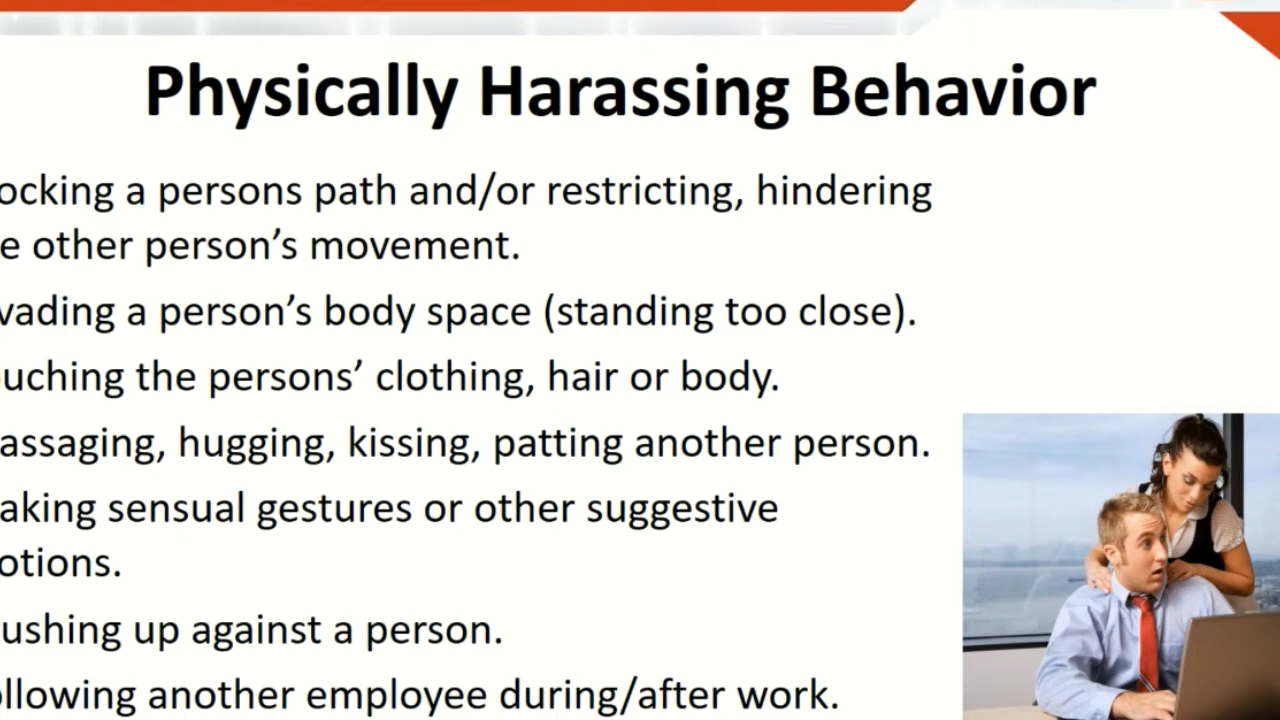 Physically Harassing Behavior
ocking a persons path and/or restricting, hindering
e other person’s movement.
vading a person’s body space (standing too close).
uching the persons’ clothing, hair or body.
assaging, hugging, kissing, patting another person.
aking sensual gestures or other suggestive
otions.
ushing up against a person.
ollowing another employee during/after work.